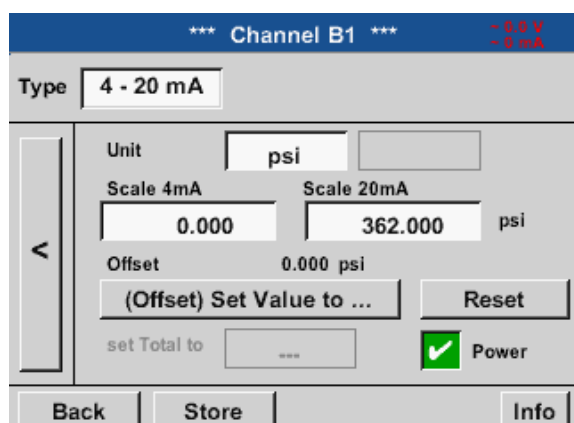 *** Channel B1 ***
~ 0.0 V
~ 0 mA
Type 4 - 20 mA
<
Unit psi
Scale 4mA Scale 20mA
0.000 362.000 psi
Offset 0.000 psi
(Offset) Set Value to ... Reset
set Total to --- Power
Back Store Info